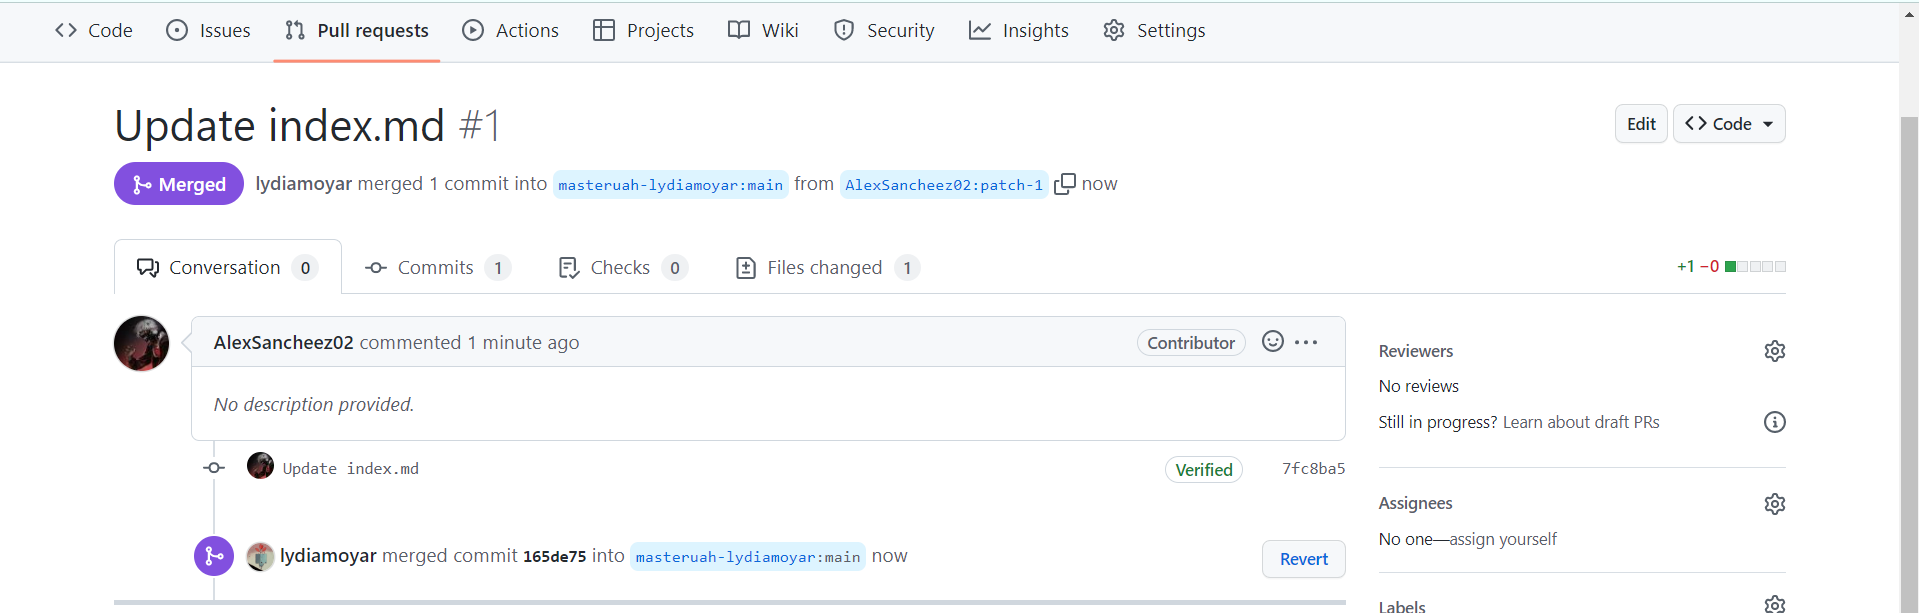 Code Issues Pull requests Actions Projects Wiki Security Insights Settings
Update index.md #1
Edit Code
Merged lydiamoyar merged 1 commit into masteruah-lydiamoyar:main from AlexSancheez02:patch-1 now
Conversation 0 Commits 1 Checks 0 Files changed 1
+1 −0
AlexSancheez02 commented 1 minute ago Contributor
No description provided.
Update index.md Verified 7fc8ba5
lydiamoyar merged commit 165de75 into masteruah-lydiamoyar:main now
Revert
Reviewers
No reviews
Still in progress? Learn about draft PRs
Assignees
No one—assign yourself
Labels